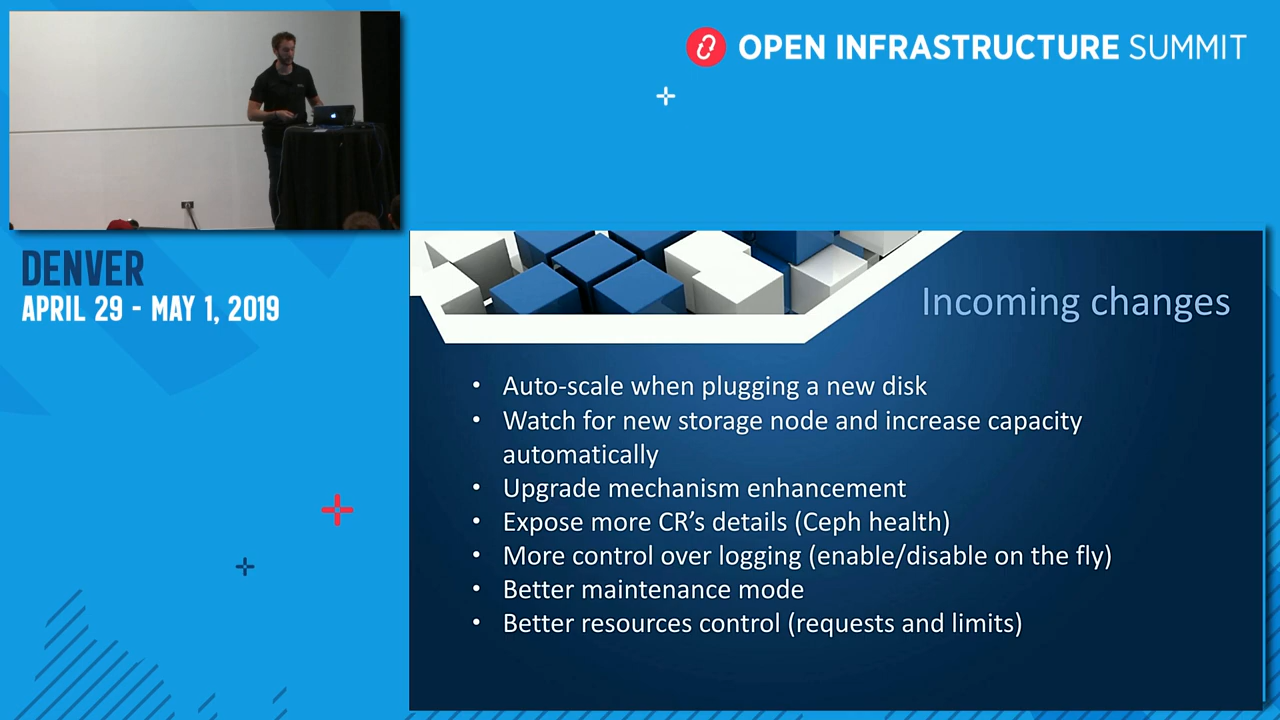 OPEN INFRASTRUCTURE SUMMIT
DENVER
APRIL 29 - MAY 1, 2019
Incoming changes
• Auto-scale when plugging a new disk
• Watch for new storage node and increase capacity
automatically
• Upgrade mechanism enhancement
• Expose more CR’s details (Ceph health)
• More control over logging (enable/disable on the fly)
• Better maintenance mode
• Better resources control (requests and limits)